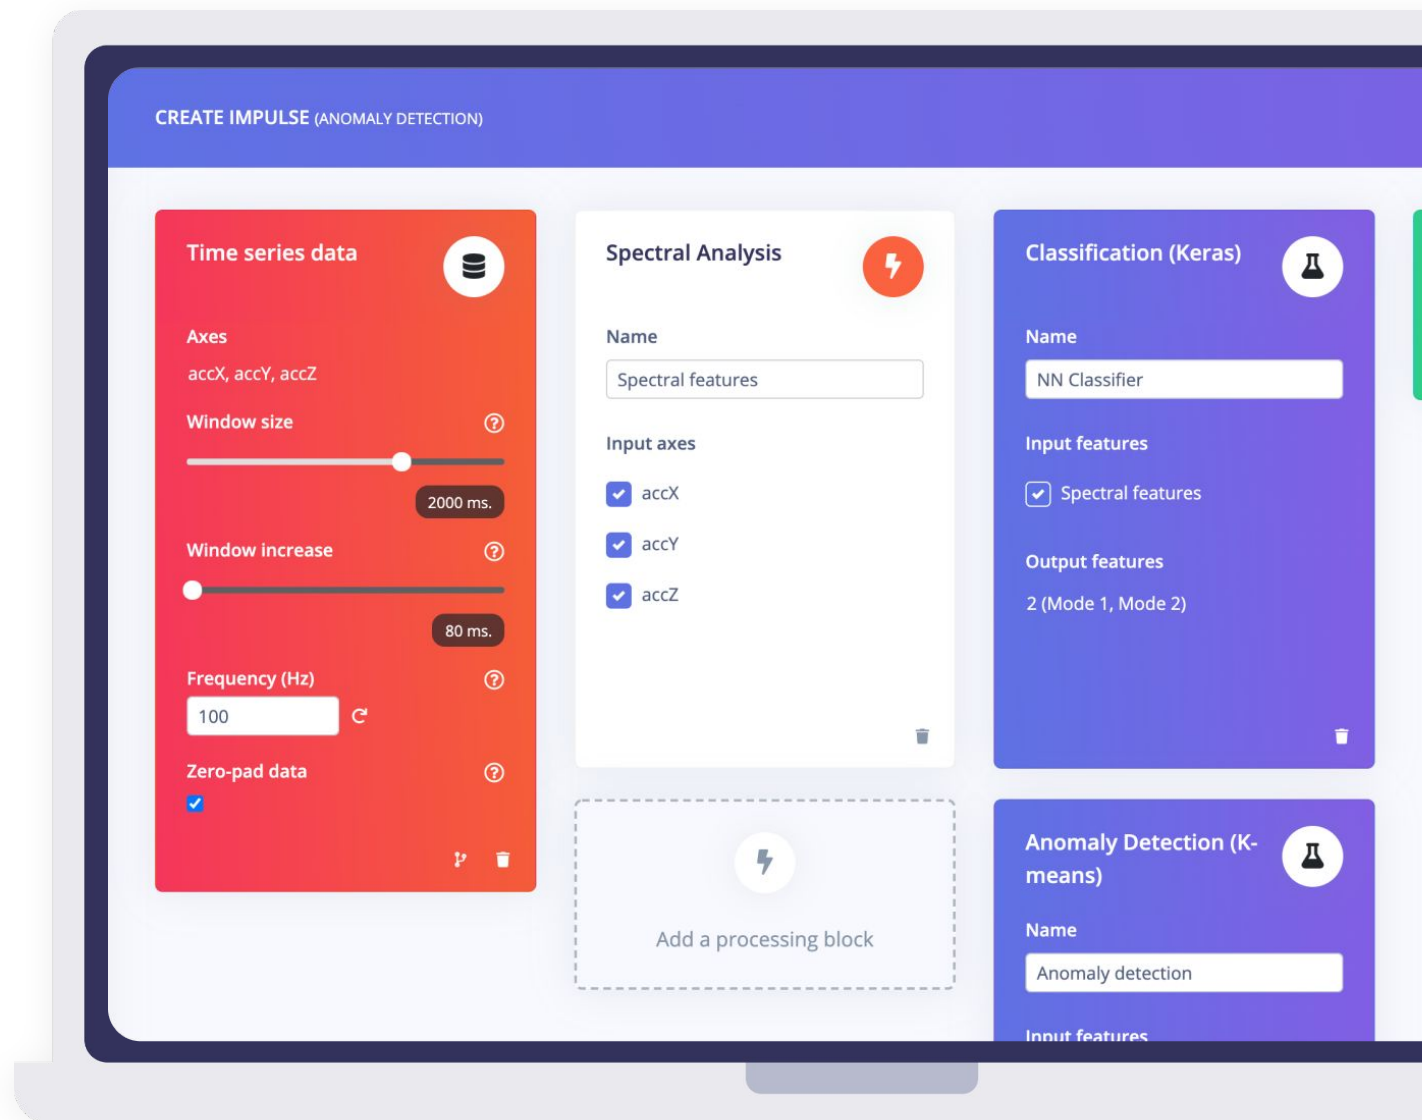 CREATE IMPULSE (ANOMALY DETECTION)
Time series data
Axes
accX, accY, accZ
Window size
2000 ms.
Window increase
80 ms.
Frequency (Hz)
100
Zero-pad data
Spectral Analysis
Name
Spectral features
Input axes
accX
accY
accZ
Add a processing block
Classification (Keras)
Name
NN Classifier
Input features
Spectral features
Output features
2 (Mode 1, Mode 2)
Anomaly Detection (K-
means)
Name
Anomaly detection
Input features